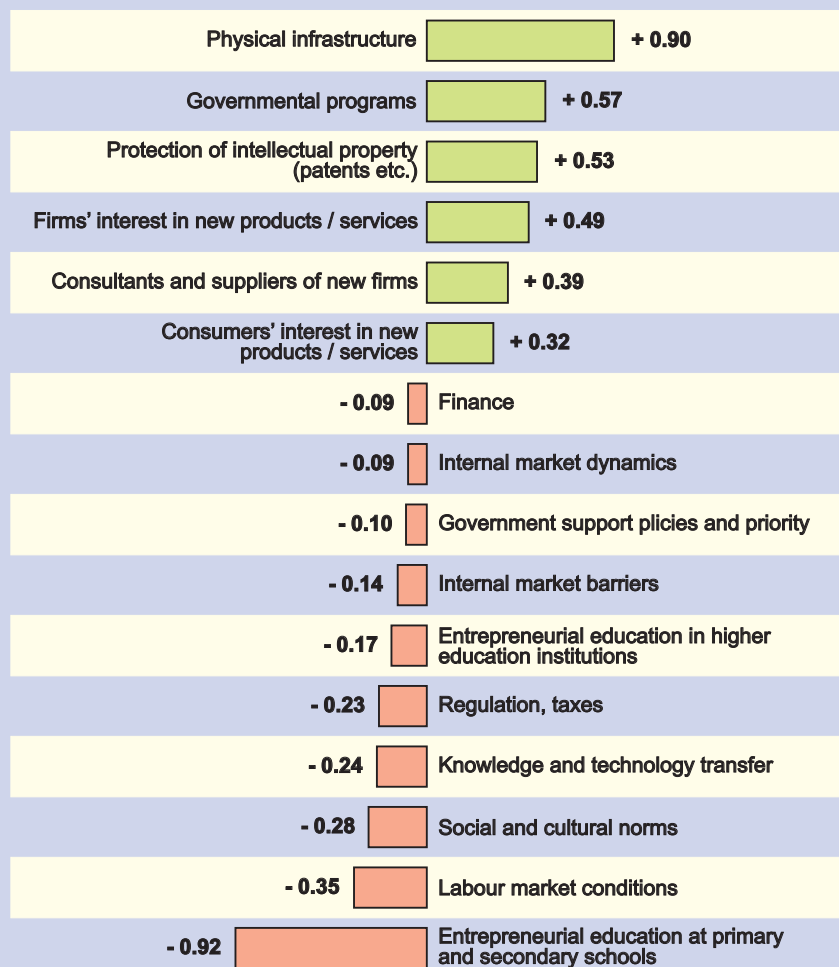 Physical infrastructure + 0.90
Governmental programs + 0.57
Protection of intellectual property
(patents etc.) + 0.53
Firms’ interest in new products / services + 0.49
Consultants and suppliers of new firms + 0.39
Consumers’ interest in new
products / services + 0.32
- 0.09 Finance
- 0.09 Internal market dynamics
- 0.10 Government support plicies and priority
- 0.14 Internal market barriers
- 0.17 Entrepreneurial education in higher
education institutions
- 0.23 Regulation, taxes
- 0.24 Knowledge and technology transfer
- 0.28 Social and cultural norms
- 0.35 Labour market conditions
- 0.92 Entrepreneurial education at primary
and secondary schools